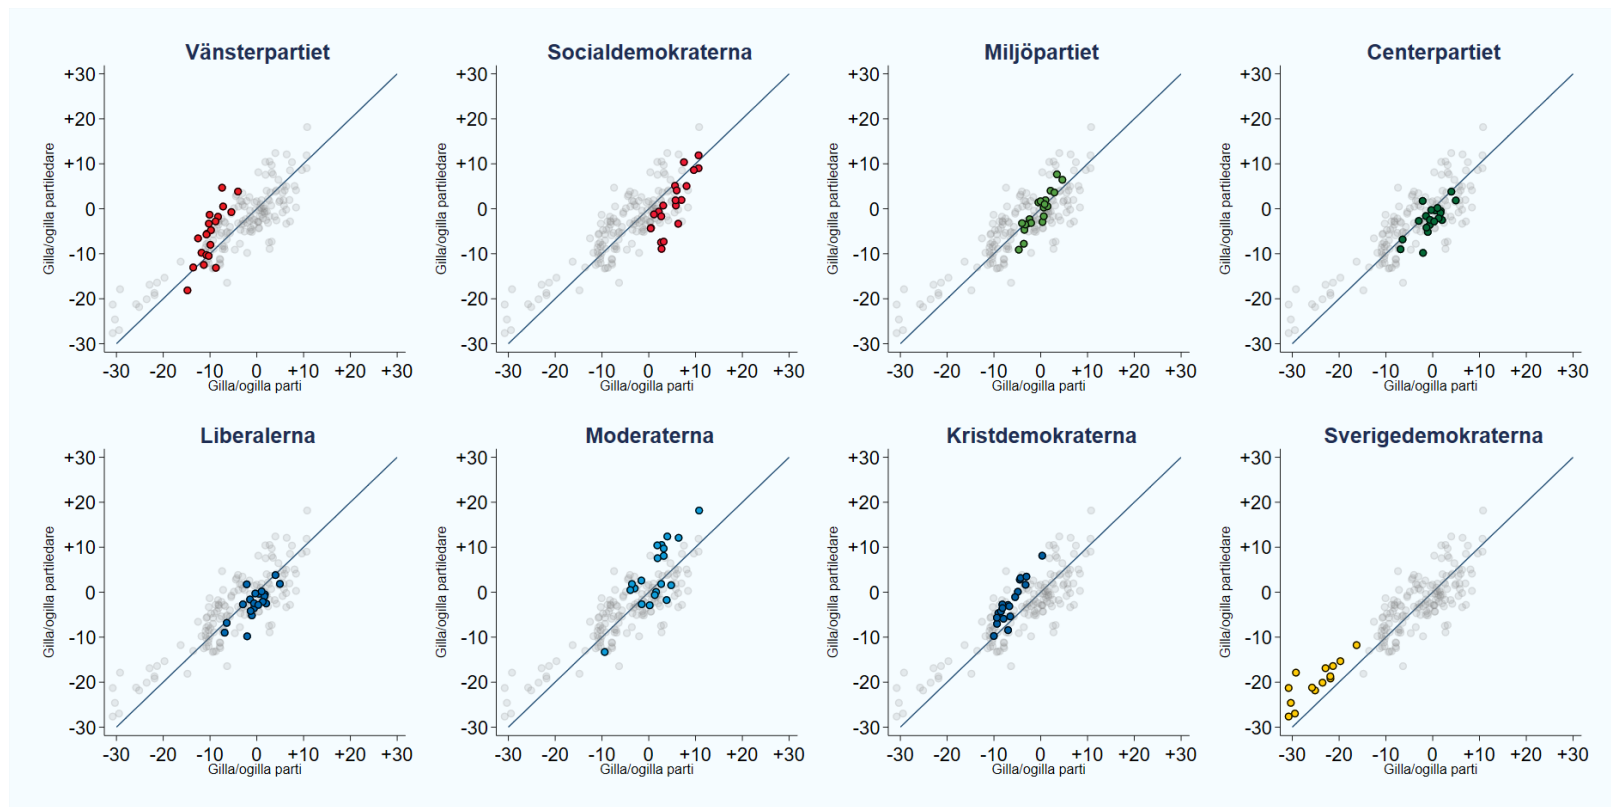 Vänsterpartiet
Socialdemokraterna
Miljöpartiet
Centerpartiet
+30
+20
+10
0
-10
-20
-30
Gilla/ogilla partiledare
-30 -20 -10 0 +10 +20 +30
Gilla/ogilla parti
+30
+20
+10
0
-10
-20
-30
Gilla/ogilla partiledare
-30 -20 -10 0 +10 +20 +30
Gilla/ogilla parti
+30
+20
+10
0
-10
-20
-30
Gilla/ogilla partiledare
-30 -20 -10 0 +10 +20 +30
Gilla/ogilla parti
+30
+20
+10
0
-10
-20
-30
Gilla/ogilla partiledare
-30 -20 -10 0 +10 +20 +30
Gilla/ogilla parti
Liberalerna
Moderaterna
Kristdemokraterna
Sverigedemokraterna
+30
+20
+10
0
-10
-20
-30
Gilla/ogilla partiledare
-30 -20 -10 0 +10 +20 +30
Gilla/ogilla parti
+30
+20
+10
0
-10
-20
-30
Gilla/ogilla partiledare
-30 -20 -10 0 +10 +20 +30
Gilla/ogilla parti
+30
+20
+10
0
-10
-20
-30
Gilla/ogilla partiledare
-30 -20 -10 0 +10 +20 +30
Gilla/ogilla parti
+30
+20
+10
0
-10
-20
-30
Gilla/ogilla partiledare
-30 -20 -10 0 +10 +20 +30
Gilla/ogilla parti